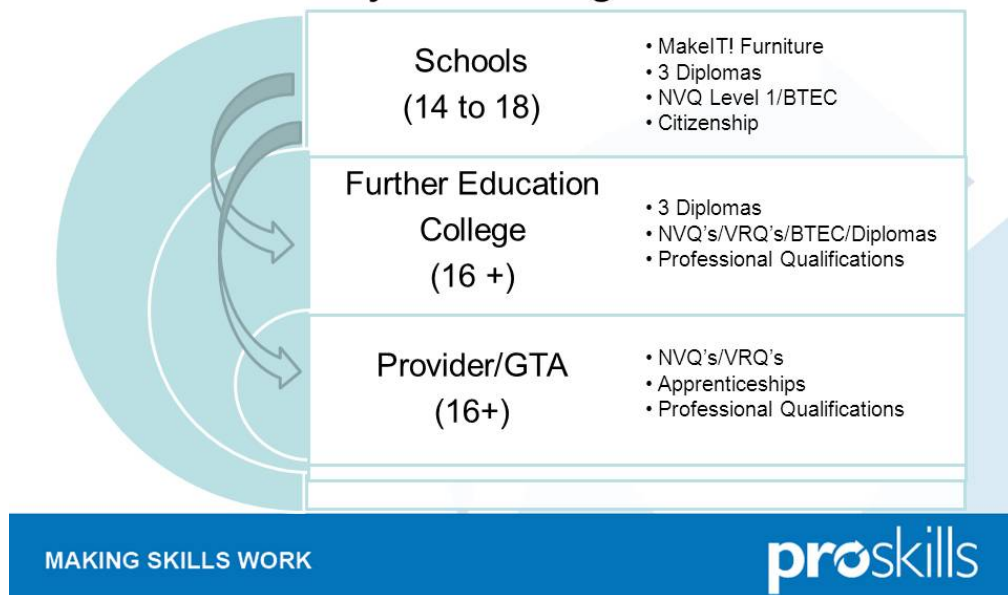 Schools
(14 to 18)
• MakeIT! Furniture
• 3 Diplomas
• NVQ Level 1/BTEC
• Citizenship
Further Education
College
(16 +)
• 3 Diplomas
• NVQ's/VRQ's/BTEC/Diplomas
• Professional Qualifications
Provider/GTA
(16+)
• NVQ's/VRQ's
• Apprenticeships
• Professional Qualifications
MAKING SKILLS WORK
proskills